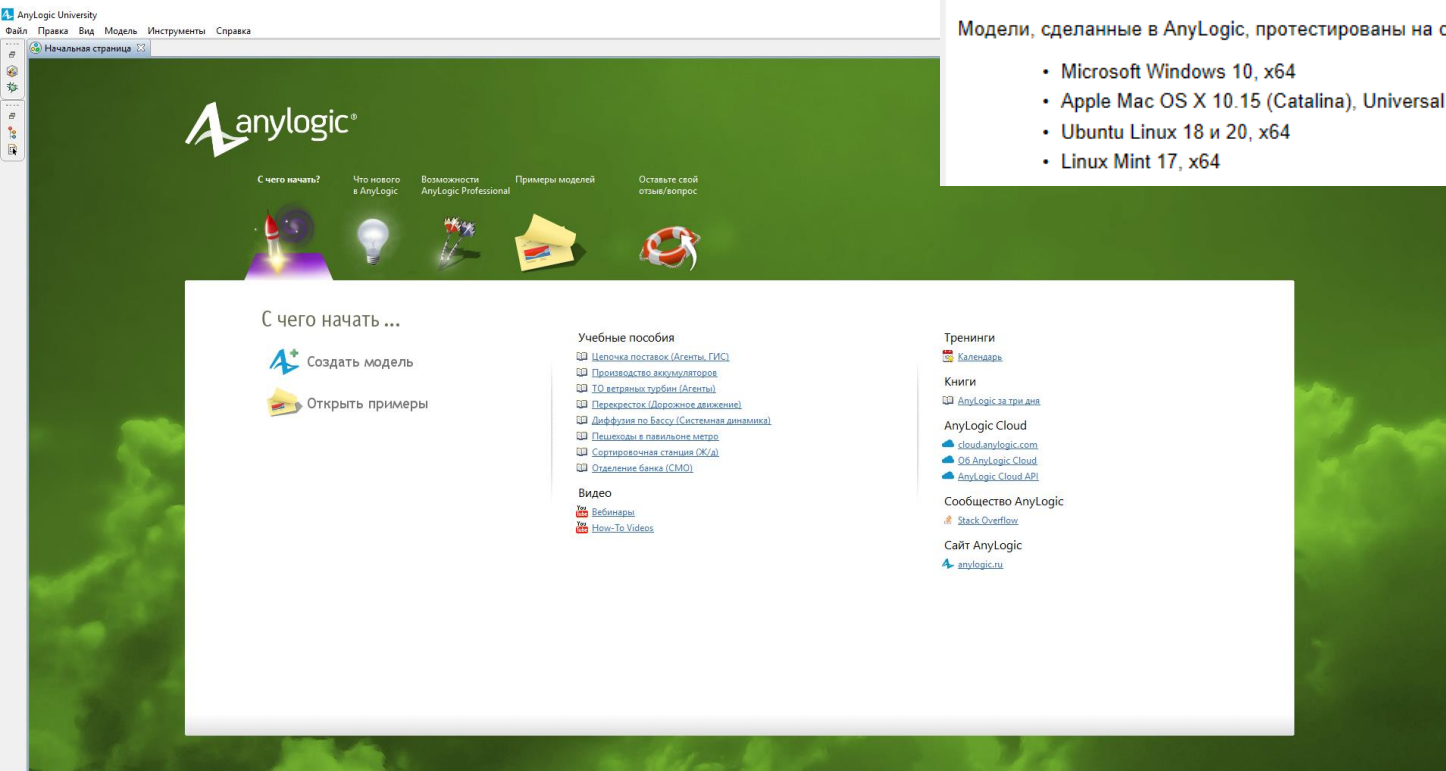 AnyLogic University
Файл Правка Вид Модель Инструменты Справка
Начальная страница
Модели, сделанные в AnyLogic, протестированы на с
• Microsoft Windows 10, x64
• Apple Mac OS X 10.15 (Catalina), Universal
• Ubuntu Linux 18 и 20, x64
• Linux Mint 17, x64
anylogic®
С чего начать?
Что нового
в AnyLogic
Возможности
AnyLogic Professional
Примеры моделей
Оставьте свой
отзыв/вопрос
С чего начать ...
Создать модель
Открыть примеры
Учебные пособия
Цепочка поставок (Агенты, ГИС)
Производство аккумуляторов
ТО ветряных турбин (Агенты)
Перекресток (Дорожное движение)
Диффузия по Бассу (Системная динамика)
Пешеходы в павильоне метро
Сортировочная станция (Ж/д)
Отделение банка (СМО)
Видео
You Tube Вебинары
You Tube How-To Videos
Тренинги
Календарь
Книги
AnyLogic за три дня
AnyLogic Cloud
cloud.anylogic.com
Об AnyLogic Cloud
AnyLogic Cloud API
Сообщество AnyLogic
Stack Overflow
Сайт AnyLogic
anylogic.ru